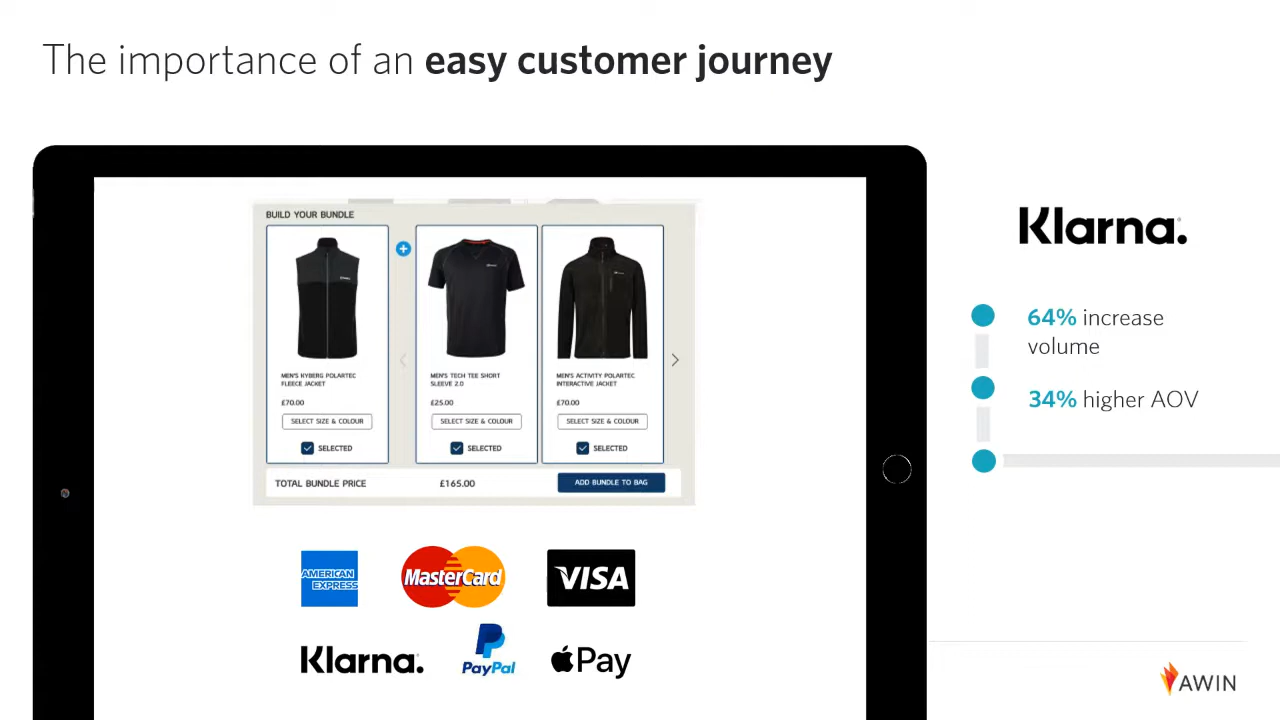 The importance of an easy customer journey
BUILD YOUR BUNDLE
MEN'S KYBERG POLARTEC
FLEECE JACKET
£70.00
SELECT SIZE & COLOUR
SELECTED
MEN'S TECH TEE SHORT
SLEEVE 2.0
£25.00
SELECT SIZE & COLOUR
SELECTED
MEN'S ACTIVITY POLARTEC
INTERACTIVE JACKET
£70.00
SELECT SIZE & COLOUR
SELECTED
TOTAL BUNDLE PRICE £165.00 ADD BUNDLE TO BAG
AMERICAN
EXPRESS
MasterCard
VISA
Klarna.
PayPal
Pay
Klarna.
64% increase
volume
34% higher AOV
AWIN